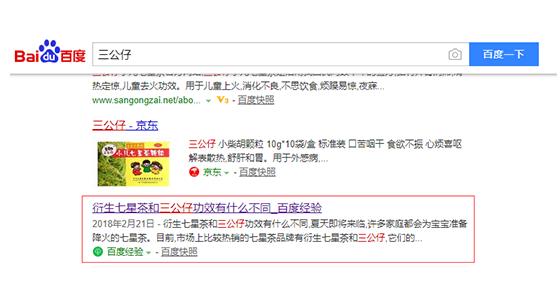 Bai du 百度 三公仔 百度一下
热定惊,儿童去火功效。用于儿童上火,消化不良,不思饮食,烦躁易惊,夜寐...
www.sangongzai.net/abo... V3 - 百度快照
三公仔 - 京东
小儿七星茶颗粒
三公仔 小柴胡颗粒 10g*10袋/盒 标准装 口苦咽干 食欲不振 心烦喜呕
解表散热,舒肝和胃。用于外感病,...
京东 - 百度快照
衍生七星茶和三公仔功效有什么不同_百度经验
2018年2月21日 - 衍生七星茶和三公仔功效有什么不同,夏天即将来临,许多家庭都会为宝宝准备
降火的七星茶。目前,市场上比较热销的七星茶品牌有衍生七星茶和三公仔,它们的...
百度经验 - 百度快照